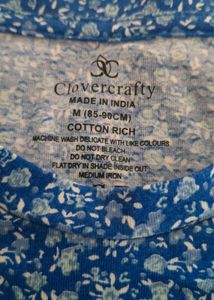 Clovercrafty
MADE IN INDIA
M (85-90CM)
COTTON RICH
MACHINE WASH DELICATE WITH LIKE COLOURS
DO NOT BLEACH
DO NOT DRY CLEAN
FLAT DRY IN SHADE INSIDE OUT
MEDIUM IRON